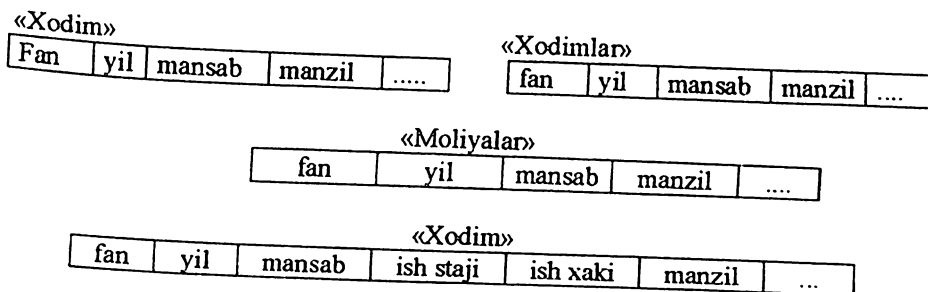 «Xodim»
Fan yil mansab manzil .....
«Xodimlar»
fan yil mansab manzil ....
«Moliyalar»
fan yil mansab manzil ....
«Xodim»
fan yil mansab ish staji ish xaki manzil ...